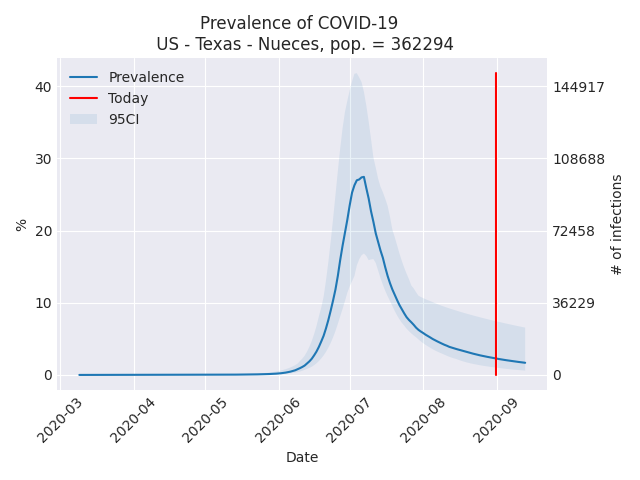 Prevalence of COVID-19
US - Texas - Nueces, pop. = 362294
Prevalence
Today
95CI
40
30
20
10
0
%
144917
108688
72458
36229
0
# of infections
2020-03
2020-04
2020-05
2020-06
2020-07
2020-08
2020-09
Date